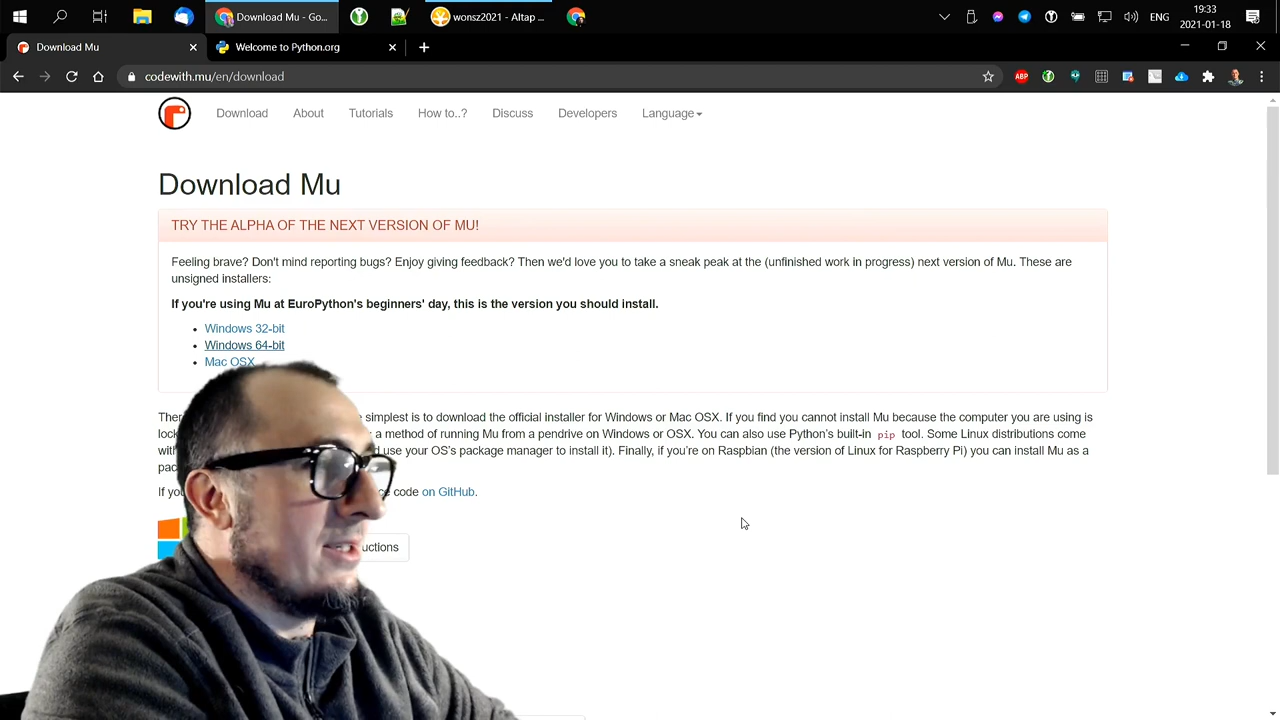 Download Mu - Go...
wonsz2021 - Altap ...
ENG
19:33
2021-01-18
Download Mu
Welcome to Python.org
codewith.mu/en/download
ABP
Download
About
Tutorials
How to..?
Discuss
Developers
Language
Download Mu
TRY THE ALPHA OF THE NEXT VERSION OF MU!
Feeling brave? Don't mind reporting bugs? Enjoy giving feedback? Then we'd love you to take a sneak peak at the (unfinished work in progress) next version of Mu. These are
unsigned installers:
If you're using Mu at EuroPython's beginners' day, this is the version you should install.
Windows 32-bit
Windows 64-bit
Mac OSX
simplest is to download the official installer for Windows or Mac OSX. If you find you cannot install Mu because the computer you are using is
a method of running Mu from a pendrive on Windows or OSX. You can also use Python's built-in pip tool. Some Linux distributions come
use your OS's package manager to install it). Finally, if you're on Raspbian (the version of Linux for Raspberry Pi) you can install Mu as a
If you code on GitHub.